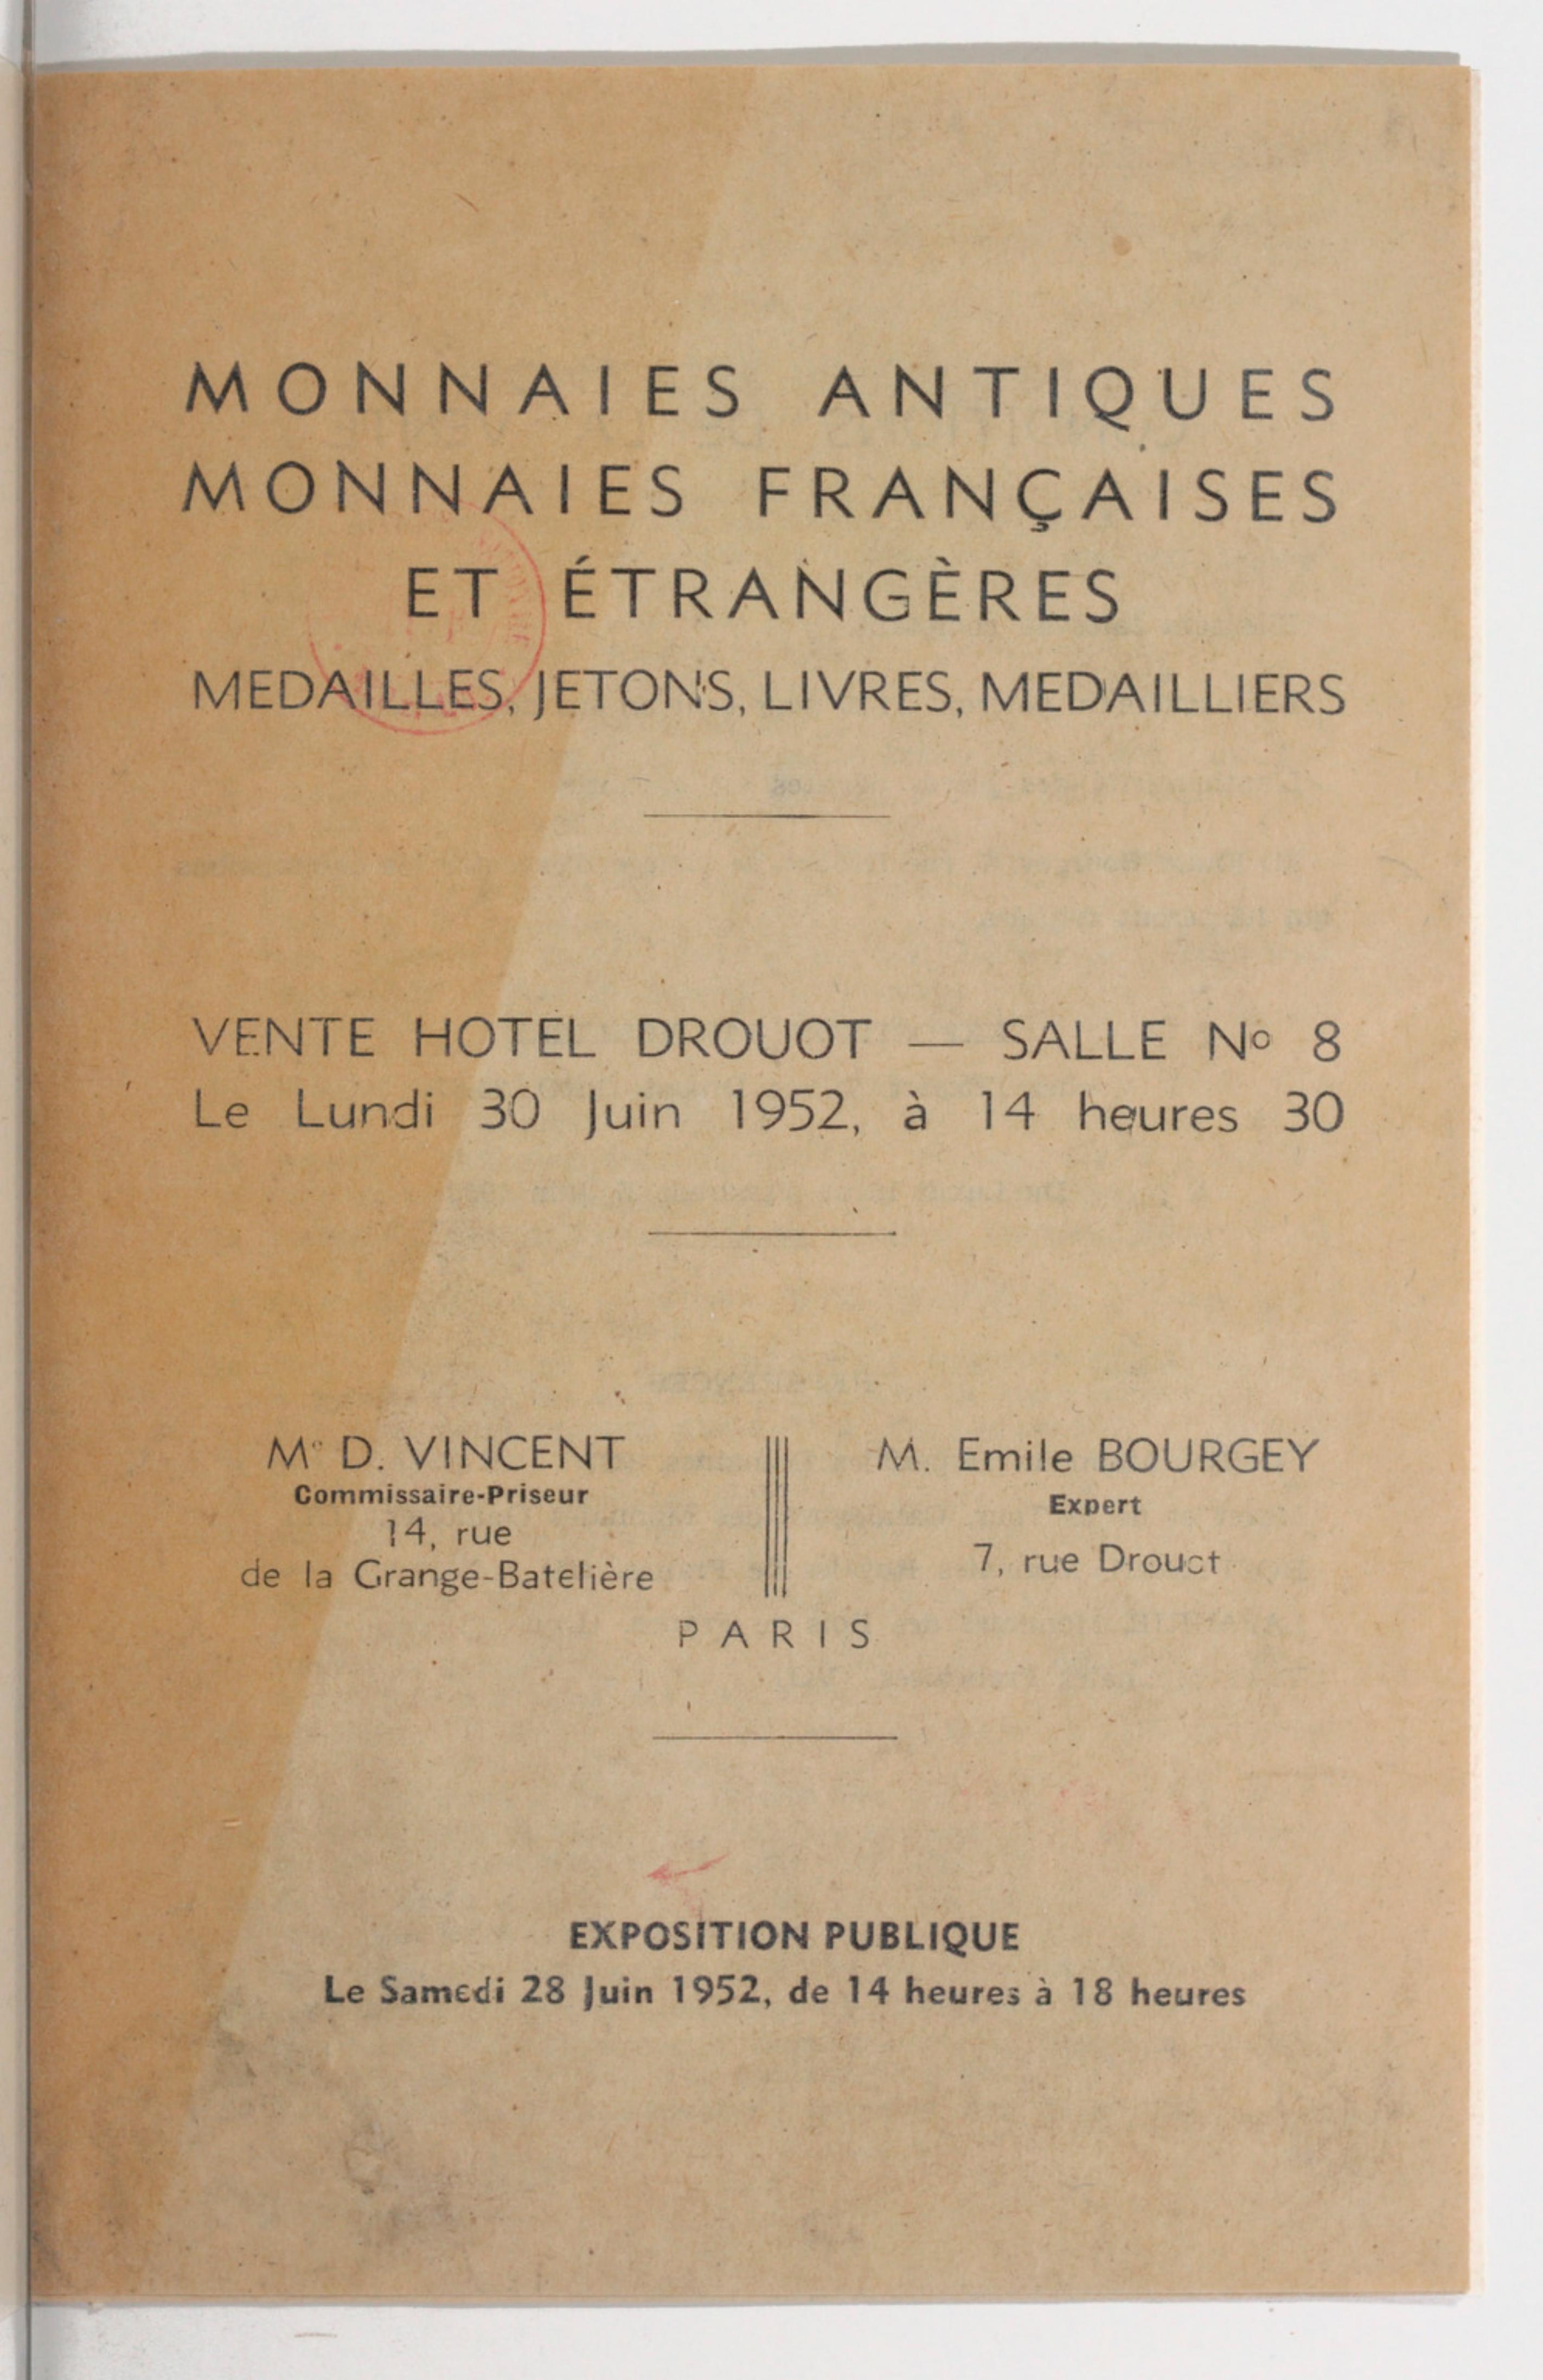 MONNAIES ANTIQUES
MONNAIES FRANÇAISES
ET ÉTRANGÈRES
MEDAILLES, JETONS, LIVRES, MEDAILLIERS
VENTE HOTEL DROUOT — SALLE No 8
Le Lundi 30 Juin 1952, à 14 heures 30
Me D. VINCENT
Commissaire-Priseur
14, rue
de la Grange-Batelière
M. Emile BOURGEY
Expert
7, rue Drouot
PARIS
EXPOSITION PUBLIQUE
Le Samedi 28 Juin 1952, de 14 heures à 18 heures